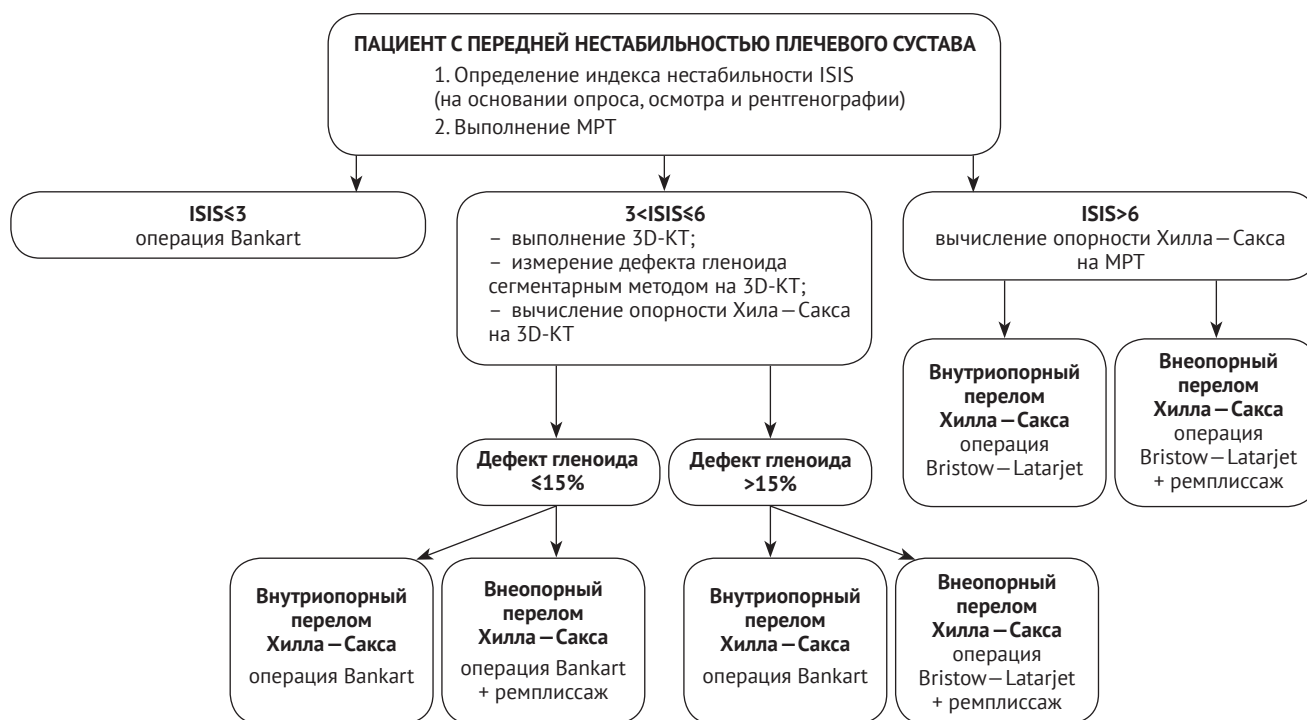 ПАЦИЕНТ С ПЕРЕДНЕЙ НЕСТАБИЛЬНОСТЬЮ ПЛЕЧЕВОГО СУСТАВА
1. Определение индекса нестабильности ISIS
(на основании опроса, осмотра и рентгенографии)
2. Выполнение МРТ
ISIS⩽3
операция Bankart
3<ISIS⩽6
– выполнение 3D-КТ;
– измерение дефекта гленоида
сегментарным методом на 3D-КТ;
– вычисление опорности Хила—Сакса
на 3D-КТ
ISIS>6
вычисление опорности Хилла—Сакса
на МРТ
Внутриопорный
перелом
Хилла—Сакса
операция
Bristow—Latarjet
Внеопорный
перелом
Хилла—Сакса
операция
Bristow—Latarjet
+ ремплиссаж
Дефект гленоида
⩽15%
Дефект гленоида
>15%
Внутриопорный
перелом
Хилла—Сакса
операция Bankart
Внеопорный
перелом
Хилла—Сакса
операция Bankart
+ ремплиссаж
Внутриопорный
перелом
Хилла—Сакса
операция Bankart
Внеопорный
перелом
Хилла—Сакса
операция
Bristow—Latarjet
+ ремплиссаж